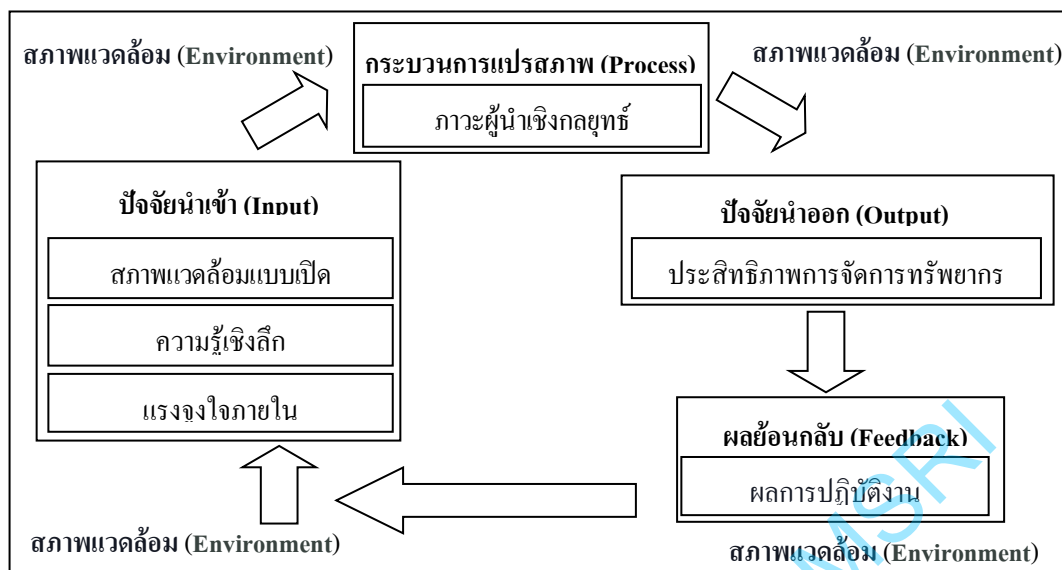 สภาพแวดล้อม (Environment)
กระบวนการแปรสภาพ (Process)
ภาวะผู้นำเชิงกลยุทธ์
สภาพแวดล้อม (Environment)
ปัจจัยนำเข้า (Input)
สภาพแวดล้อมแบบเปิด
ความรู้เชิงลึก
แรงจูงใจภายใน
ปัจจัยนำออก (Output)
ประสิทธิภาพการจัดการทรัพยากร
ผลย้อนกลับ (Feedback)
ผลการปฏิบัติงาน
สภาพแวดล้อม (Environment)
สภาพแวดล้อม (Environment)
MSRI